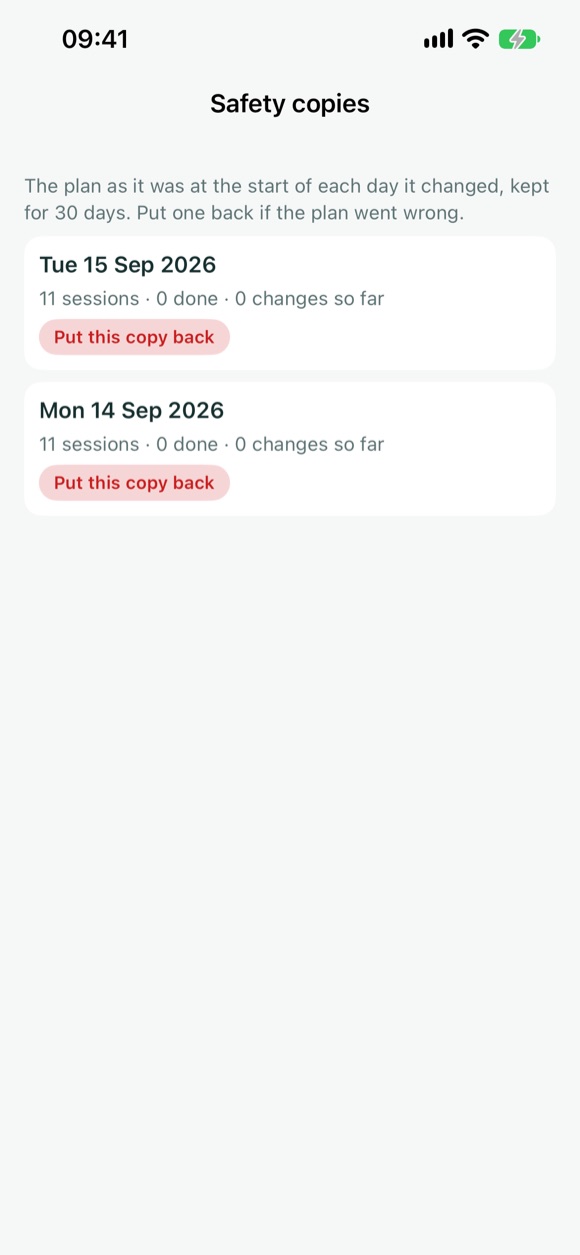 09:41
Safety copies
The plan as it was at the start of each day it changed, kept
for 30 days. Put one back if the plan went wrong.
Tue 15 Sep 2026
11 sessions · 0 done · 0 changes so far
Put this copy back
Mon 14 Sep 2026
11 sessions · 0 done · 0 changes so far
Put this copy back